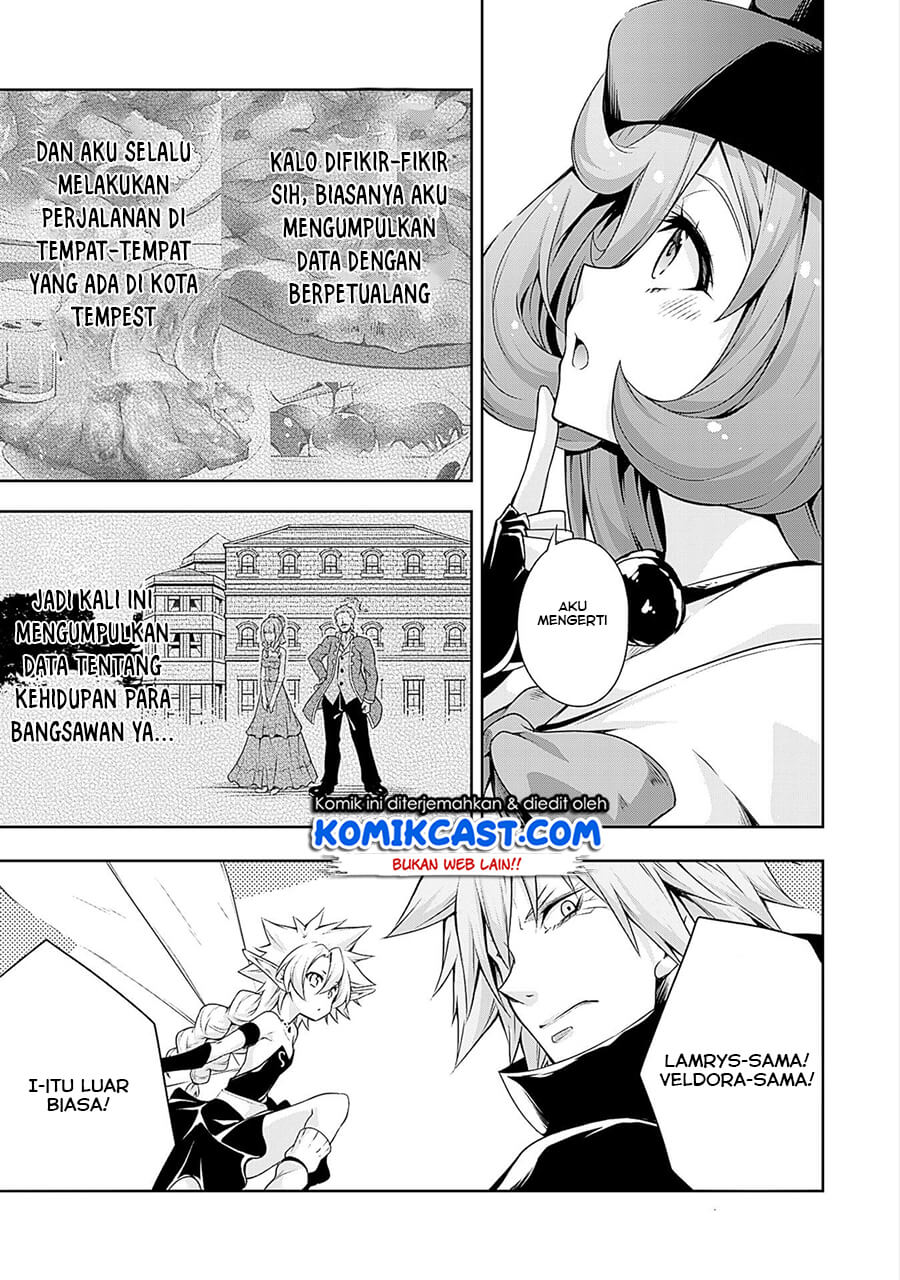 AKU
MENGERTI
KALO DIFIKIR-FIKIR
SIH, BIASANYA AKU
MENGUMPULKAN
DATA DENGAN
BERPETUALANG
DAN AKU SELALU
MELAKUKAN
PERJALANAN DI
TEMPAT-TEMPAT
YANG ADA DI KOTA
TEMPEST
JADI KALI INI
MENGUMPULKAN
DATA TENTANG
KEHIDUPAN PARA
BANGSAWAN YA...
Komik ini diterjemahkan & diedit oleh
KOMIKCAST.COM
BUKAN WEB LAIN!!
LAMRYS-SAMA!
VELDORA-SAMA!
I-ITU LUAR
BIASA!